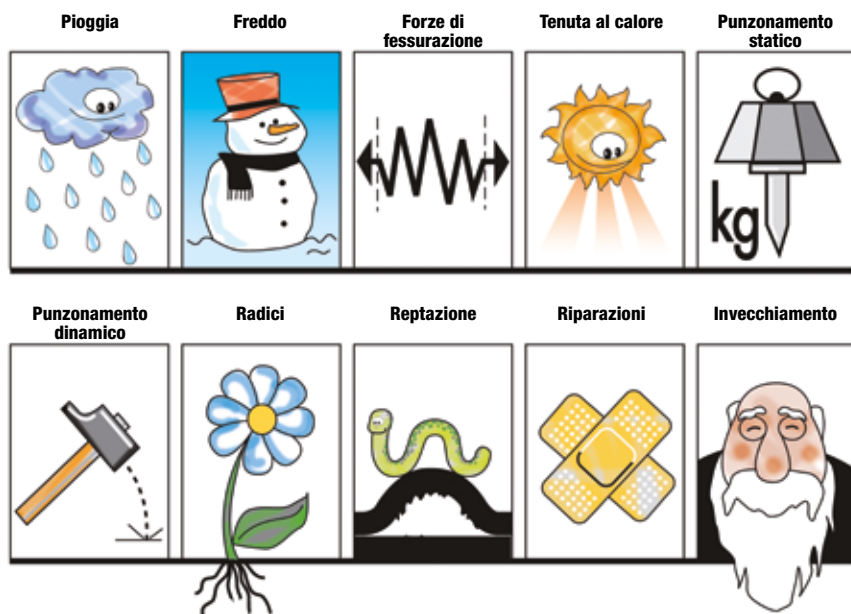 Pioggia
Freddo
Forze di
fessurazione
Tenuta al calore
Punzonamento
statico
kg
Punzonamento
dinamico
Radici
Reptazione
Riparazioni
Invecchiamento